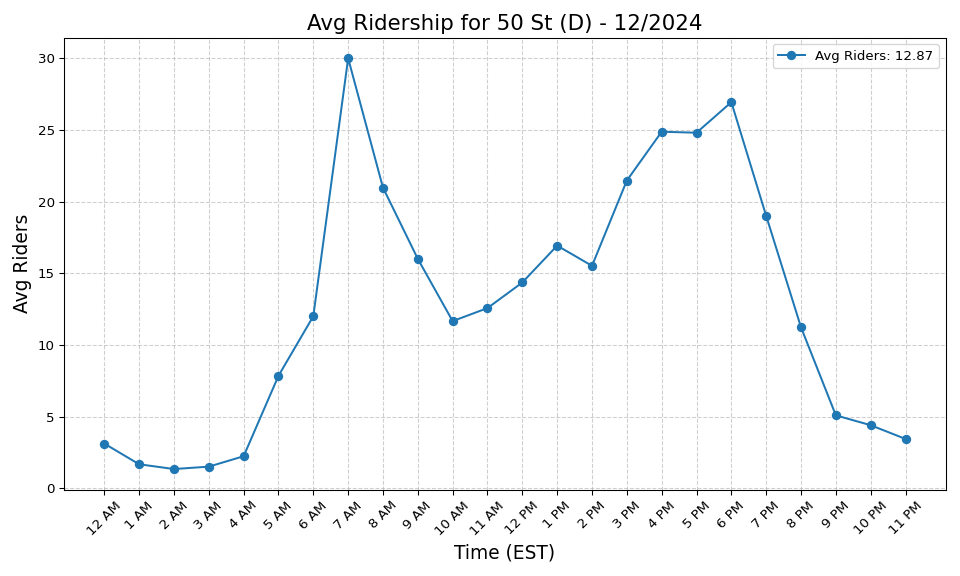 Avg Ridership for 50 St (D) - 12/2024
Avg Riders: 12.87
30
25
20
15
10
5
0
Avg Riders
12 AM
1 AM
2 AM
3 AM
4 AM
5 AM
6 AM
7 AM
8 AM
9 AM
10 AM
11 AM
12 PM
1 PM
2 PM
3 PM
4 PM
5 PM
6 PM
7 PM
8 PM
9 PM
10 PM
11 PM
Time (EST)